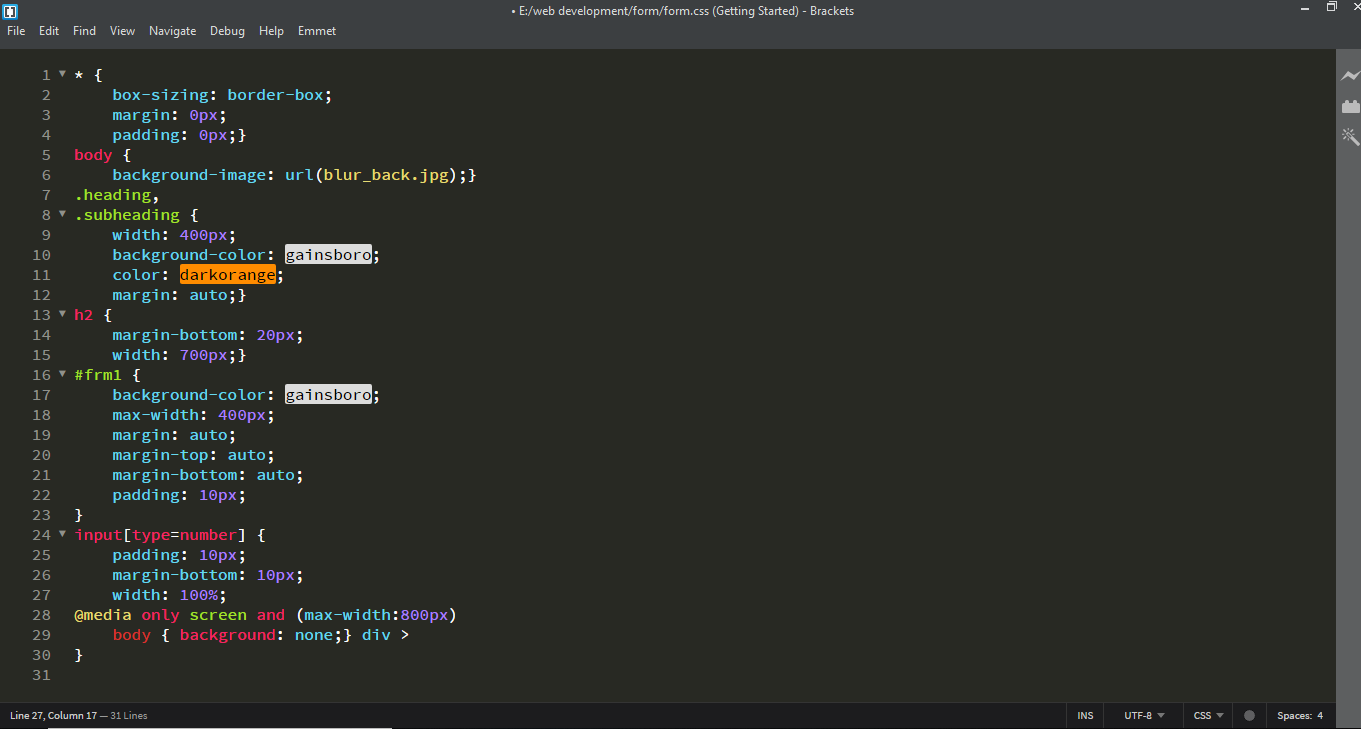 • E:/web development/form/form.css (Getting Started) - Brackets
File Edit Find View Navigate Debug Help Emmet
1 * {
2 box-sizing: border-box;
3 margin: 0px;
4 padding: 0px;}
5 body {
6 background-image: url(blur_back.jpg);}
7 .heading,
8 .subheading {
9 width: 400px;
10 background-color: gainsboro;
11 color: darkorange;
12 margin: auto;}
13 h2 {
14 margin-bottom: 20px;
15 width: 700px;}
16 #frm1 {
17 background-color: gainsboro;
18 max-width: 400px;
19 margin: auto;
20 margin-top: auto;
21 margin-bottom: auto;
22 padding: 10px;
23 }
24 input[type=number] {
25 padding: 10px;
26 margin-bottom: 10px;
27 width: 100%;
28 @media only screen and (max-width:800px)
29 body { background: none;} div >
30 }
31
Line 27, Column 17 — 31 Lines INS UTF-8 CSS Spaces: 4